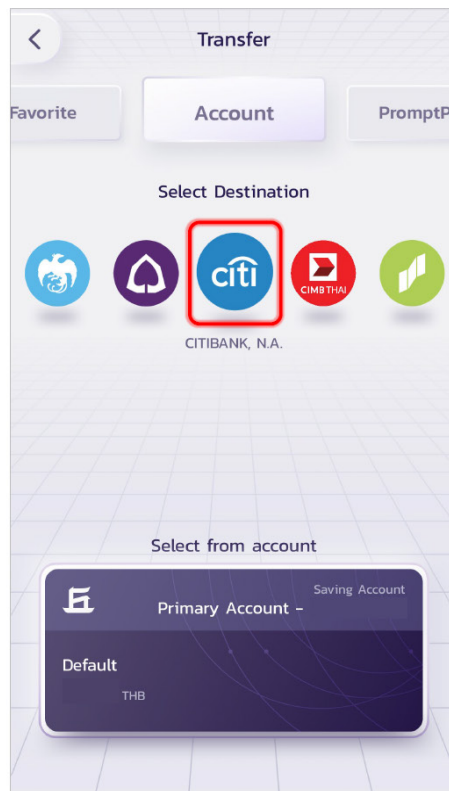 Transfer
Favorite
Account
PromptP
Select Destination
citi
CIMB THAI
CITIBANK, N.A.
Select from account
Saving Account
Primary Account -
Default
THB